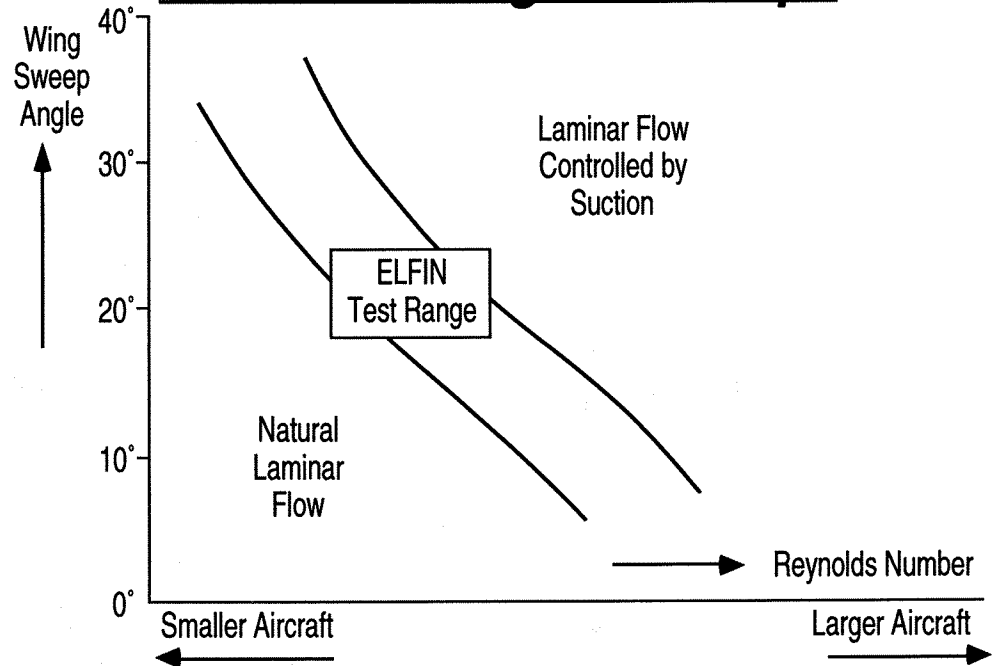 40°
Wing
Sweep
Angle
30°
20°
10°
0°
Laminar Flow
Controlled by
Suction
ELFIN
Test Range
Natural
Laminar
Flow
Reynolds Number
Smaller Aircraft
Larger Aircraft